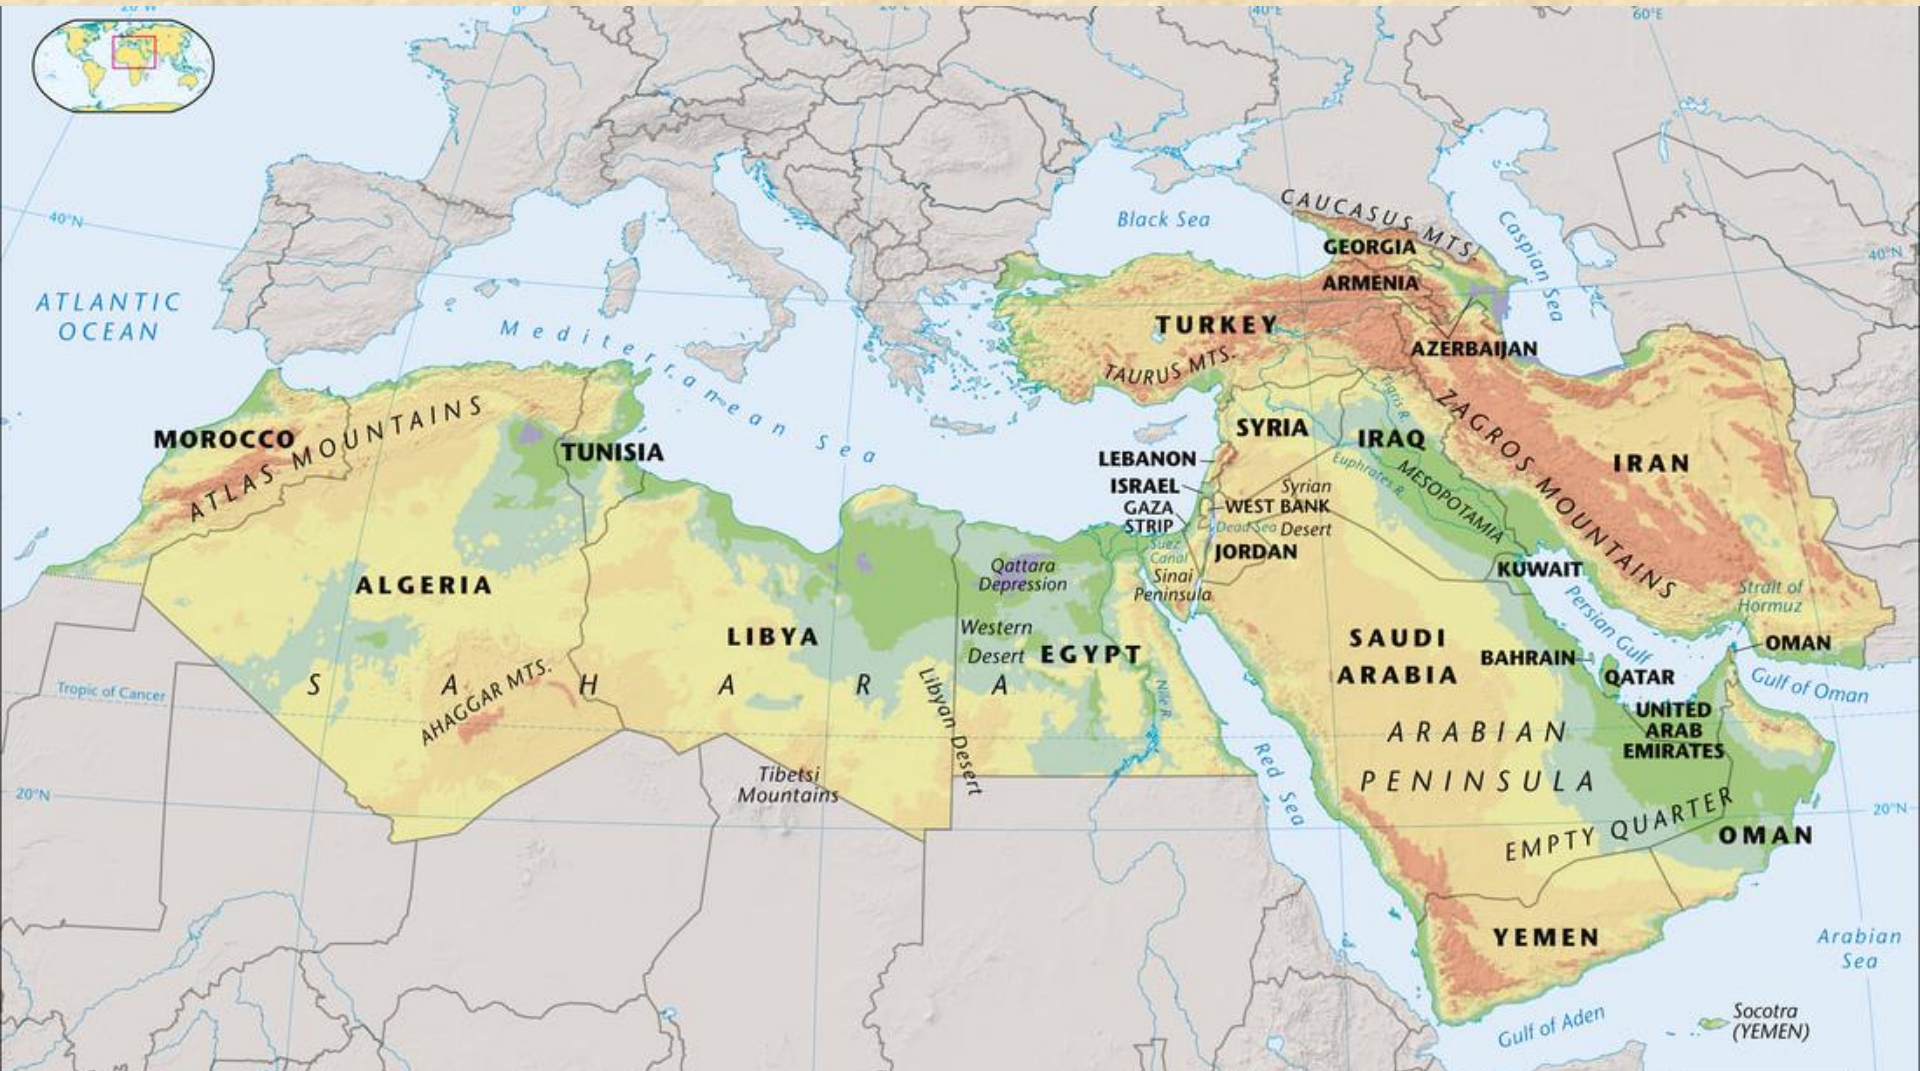 20°W
0°
20°E
40°E
60°E
40°N
ATLANTIC
OCEAN
Black Sea
CAUCASUS MTS.
Caspian Sea
40°N
GEORGIA
ARMENIA
AZERBAIJAN
TURKEY
TAURUS MTS.
Mediterranean Sea
MOROCCO
ATLAS MOUNTAINS
TUNISIA
SYRIA
Tigris R.
IRAQ
Euphrates R.
MESOPOTAMIA
ZAGROS MOUNTAINS
IRAN
LEBANON
ISRAEL
GAZA
STRIP
WEST BANK
Syrian
Desert
Dead Sea
JORDAN
Suez
Canal
Sinai
Peninsula
KUWAIT
Persian Gulf
Strait of
Hormuz
ALGERIA
LIBYA
Qattara
Depression
Western
Desert
EGYPT
SAHARA
AHAGGAR MTS.
Libyan Desert
Nile R.
Tropic of Cancer
SAUDI
ARABIA
BAHRAIN
QATAR
OMAN
Gulf of Oman
UNITED
ARAB
EMIRATES
ARABIAN
PENINSULA
Red Sea
20°N
Tibetsi
Mountains
EMPTY QUARTER
OMAN
20°N
YEMEN
Arabian
Sea
Gulf of Aden
Socotra
(YEMEN)